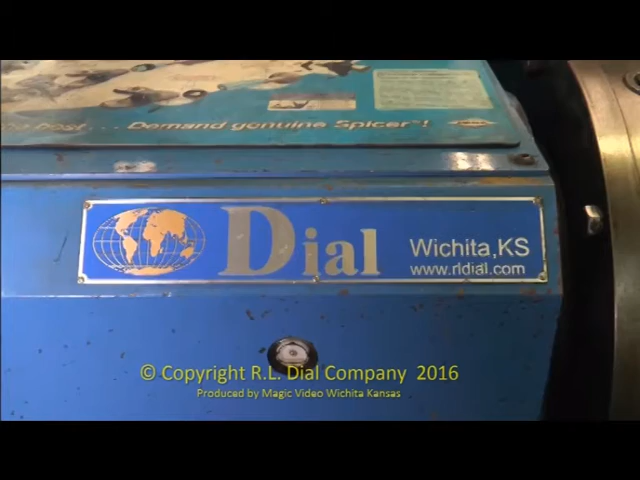 best... Demand genuine Spicer !
Dial
Wichita,KS
www.rldial.com
© Copyright R.L. Dial Company 2016
Produced by Magic Video Wichita Kansas